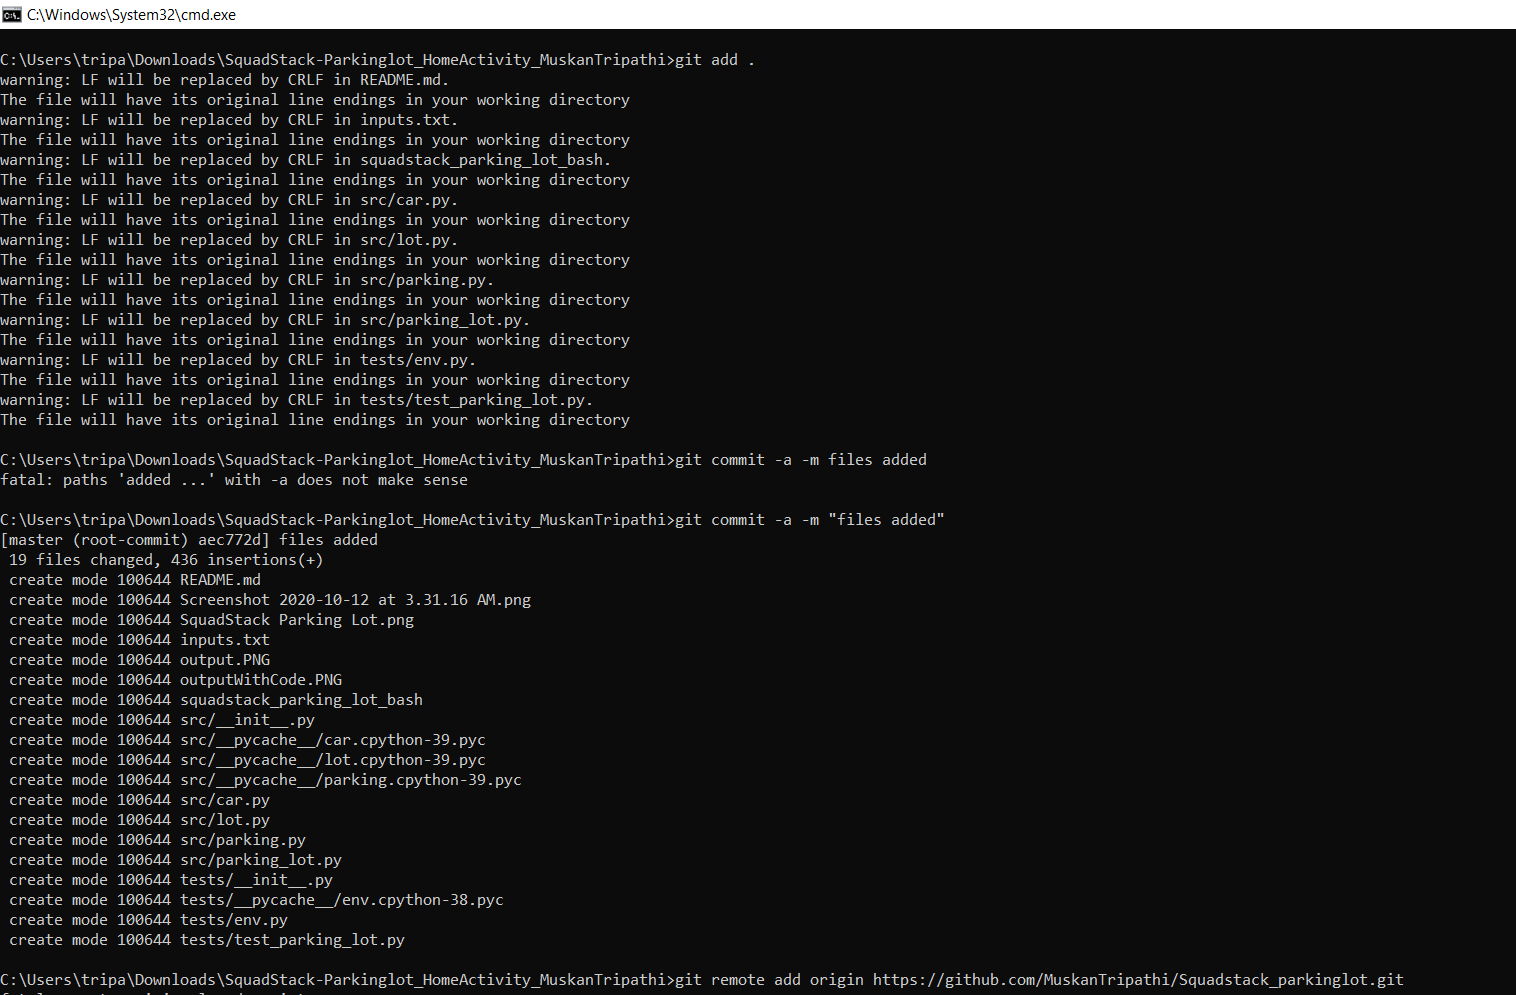 C:\Windows\System32\cmd.exe
C:\Users\tripa\Downloads\SquadStack-Parkinglot_HomeActivity_MuskanTripathi>git add .
warning: LF will be replaced by CRLF in README.md.
The file will have its original line endings in your working directory
warning: LF will be replaced by CRLF in inputs.txt.
The file will have its original line endings in your working directory
warning: LF will be replaced by CRLF in squadstack_parking_lot_bash.
The file will have its original line endings in your working directory
warning: LF will be replaced by CRLF in src/car.py.
The file will have its original line endings in your working directory
warning: LF will be replaced by CRLF in src/lot.py.
The file will have its original line endings in your working directory
warning: LF will be replaced by CRLF in src/parking.py.
The file will have its original line endings in your working directory
warning: LF will be replaced by CRLF in src/parking_lot.py.
The file will have its original line endings in your working directory
warning: LF will be replaced by CRLF in tests/env.py.
The file will have its original line endings in your working directory
warning: LF will be replaced by CRLF in tests/test_parking_lot.py.
The file will have its original line endings in your working directory
C:\Users\tripa\Downloads\SquadStack-Parkinglot_HomeActivity_MuskanTripathi>git commit -a -m files added
fatal: paths 'added ...' with -a does not make sense
C:\Users\tripa\Downloads\SquadStack-Parkinglot_HomeActivity_MuskanTripathi>git commit -a -m "files added"
[master (root-commit) aec772d] files added
 19 files changed, 436 insertions(+)
 create mode 100644 README.md
 create mode 100644 Screenshot 2020-10-12 at 3.31.16 AM.png
 create mode 100644 SquadStack Parking Lot.png
 create mode 100644 inputs.txt
 create mode 100644 output.PNG
 create mode 100644 outputWithCode.PNG
 create mode 100644 squadstack_parking_lot_bash
 create mode 100644 src/__init__.py
 create mode 100644 src/__pycache__/car.cpython-39.pyc
 create mode 100644 src/__pycache__/lot.cpython-39.pyc
 create mode 100644 src/__pycache__/parking.cpython-39.pyc
 create mode 100644 src/car.py
 create mode 100644 src/lot.py
 create mode 100644 src/parking.py
 create mode 100644 src/parking_lot.py
 create mode 100644 tests/__init__.py
 create mode 100644 tests/__pycache__/env.cpython-38.pyc
 create mode 100644 tests/env.py
 create mode 100644 tests/test_parking_lot.py
C:\Users\tripa\Downloads\SquadStack-Parkinglot_HomeActivity_MuskanTripathi>git remote add origin https://github.com/MuskanTripathi/Squadstack_parkinglot.git